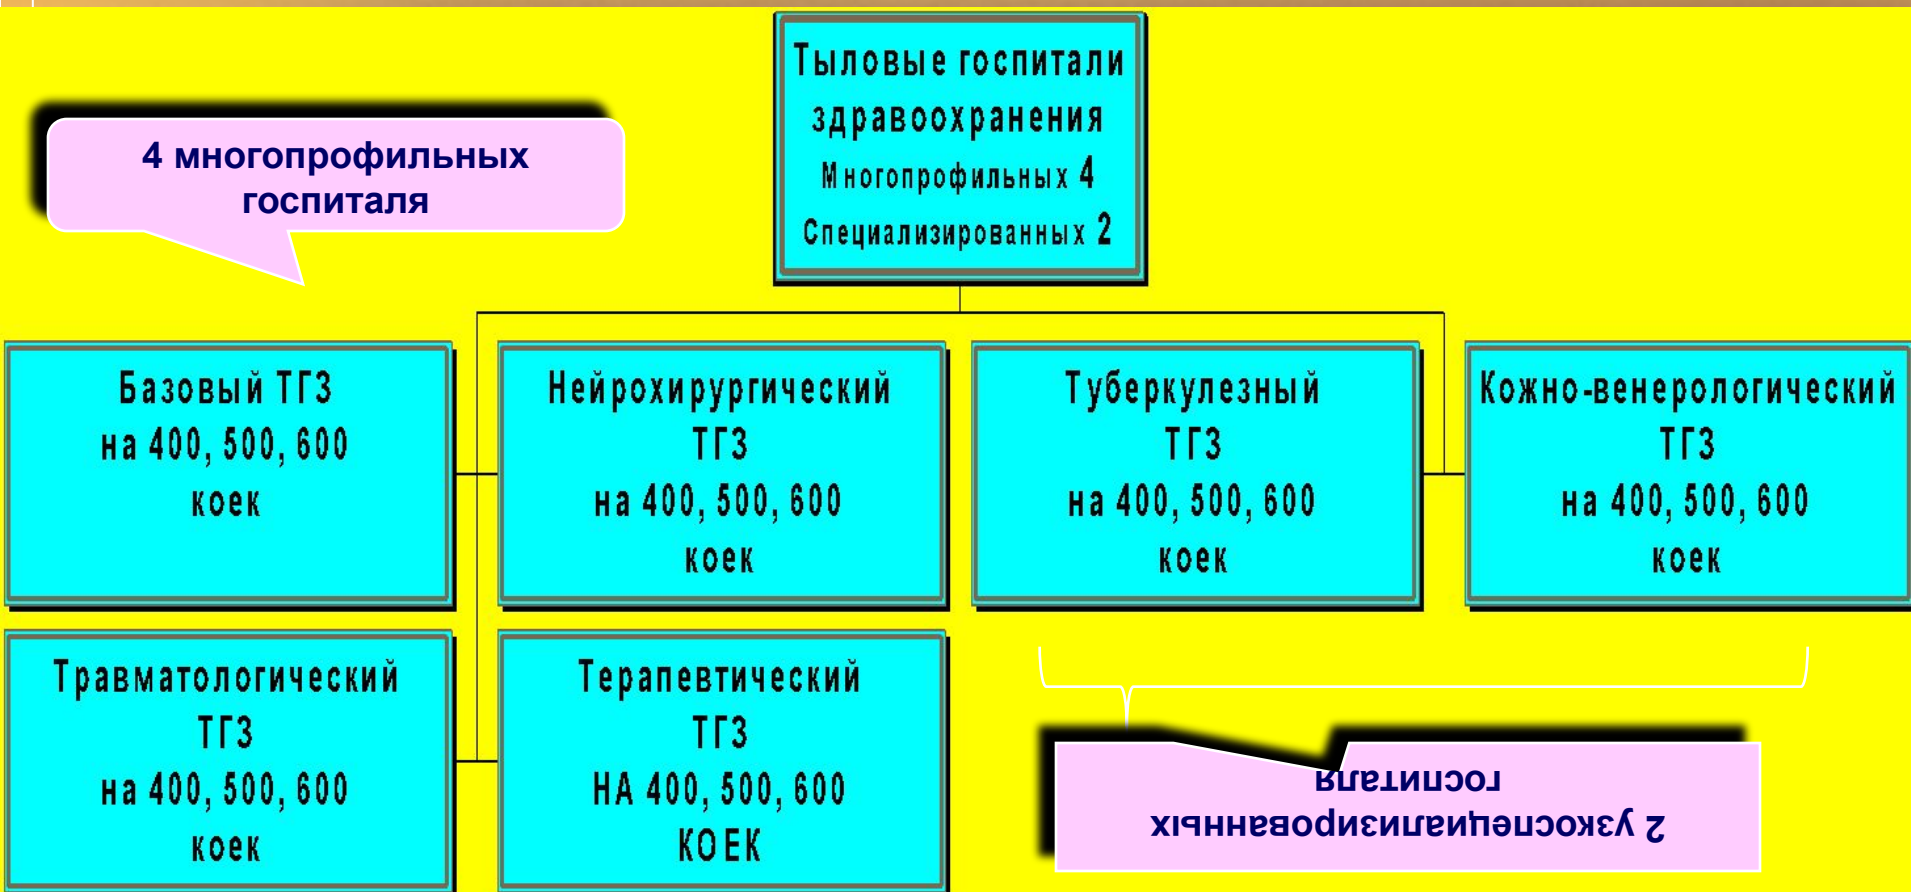 Тыловые госпитали
здравоохранения
Многопрофильных 4
Специализированных 2
4 многопрофильных
госпиталя
Базовый ТГЗ
на 400, 500, 600
коек
Нейрохирургический
ТГЗ
на 400, 500, 600
коек
Туберкулезный
ТГЗ
на 400, 500, 600
коек
Кожно-венерологический
ТГЗ
на 400, 500, 600
коек
Травматологический
ТГЗ
на 400, 500, 600
коек
Терапевтический
ТГЗ
НА 400, 500, 600
КОЕК
2 узкоспециализированных
госпиталя